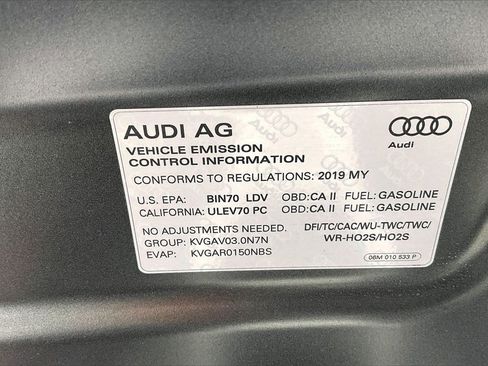 AUDI AG
Audi
VEHICLE EMISSION
CONTROL INFORMATION
CONFORMS TO REGULATIONS: 2019 MY
U.S. EPA: BIN70 LDV OBD:CA II FUEL: GASOLINE
CALIFORNIA: ULEV70 PC OBD:CA II FUEL: GASOLINE
NO ADJUSTMENTS NEEDED. DFI/TC/CAC/WU-TWC/TWC/
GROUP: KVGAV03.0N7N WR-HO2S/HO2S
EVAP: KVGAR0150NBS
06M 010 533 P